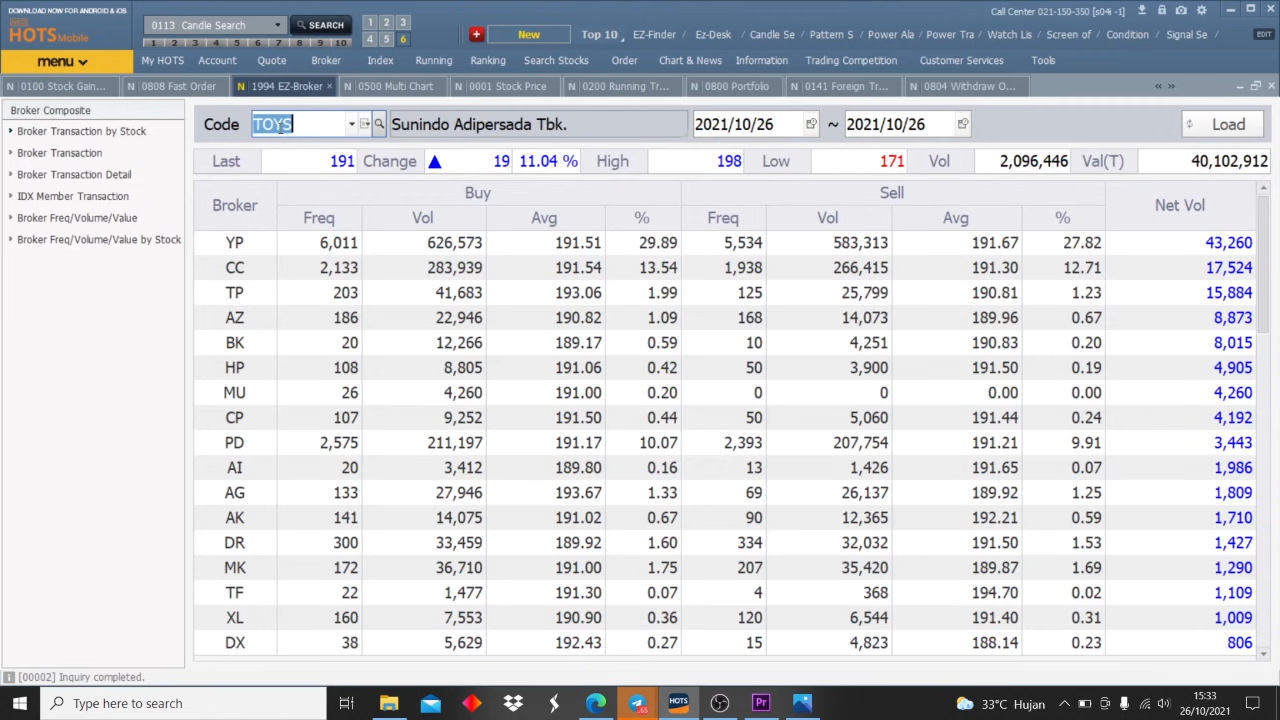 DOWNLOAD NOW FOR ANDROID & iOS
HOTS Mobile
menu
0113 Candle Search
SEARCH
1 2 3
4 5 6
1 2 3 4 5 6 7 8 9 10
New
Top 10 EZ-Finder Ez-Desk Candle Se Pattern S Power Ala Power Tra Watch Lis Screen of Condition Signal Se
Call Center 021-150-350 [s04i -1]
EDIT
My HOTS Account Quote Broker Index Running Ranking Search Stocks Order Chart & News Information Trading Competition Customer Services Tools
N 0100 Stock Gain... N 0808 Fast Order N 1994 EZ-Broker × N 0500 Multi Chart N 0001 Stock Price N 0200 Running Tr... N 0800 Portfolio N 0141 Foreign Tr... N 0804 Withdraw O... « »
Broker Composite
Broker Transaction by Stock
Broker Transaction
Broker Transaction Detail
IDX Member Transaction
Broker Freq/Volume/Value
Broker Freq/Volume/Value by Stock
Code TOYS Sunindo Adipersada Tbk. 2021/10/26 ~ 2021/10/26 Load
Last 191 Change ▲ 19 11.04 % High 198 Low 171 Vol 2,096,446 Val(T) 40,102,912
Broker Buy Sell Net Vol
Freq Vol Avg % Freq Vol Avg %
YP 6,011 626,573 191.51 29.89 5,534 583,313 191.67 27.82 43,260
CC 2,133 283,939 191.54 13.54 1,938 266,415 191.30 12.71 17,524
TP 203 41,683 193.06 1.99 125 25,799 190.81 1.23 15,884
AZ 186 22,946 190.82 1.09 168 14,073 189.96 0.67 8,873
BK 20 12,266 189.17 0.59 10 4,251 190.83 0.20 8,015
HP 108 8,805 191.06 0.42 50 3,900 191.50 0.19 4,905
MU 26 4,260 191.00 0.20 0 0 0.00 0.00 4,260
CP 107 9,252 191.50 0.44 50 5,060 191.44 0.24 4,192
PD 2,575 211,197 191.17 10.07 2,393 207,754 191.21 9.91 3,443
AI 20 3,412 189.80 0.16 13 1,426 191.65 0.07 1,986
AG 133 27,946 193.67 1.33 69 26,137 189.92 1.25 1,809
AK 141 14,075 191.02 0.67 90 12,365 192.21 0.59 1,710
DR 300 33,459 189.92 1.60 334 32,032 191.50 1.53 1,427
MK 172 36,710 191.00 1.75 207 35,420 189.87 1.69 1,290
TF 22 1,477 191.30 0.07 4 368 194.70 0.02 1,109
XL 160 7,553 190.90 0.36 120 6,544 191.40 0.31 1,009
DX 38 5,629 192.43 0.27 15 4,823 188.14 0.23 806
[00002] Inquiry completed.
Type here to search
HOTS
Pr
33°C Hujan
15:33
26/10/2021